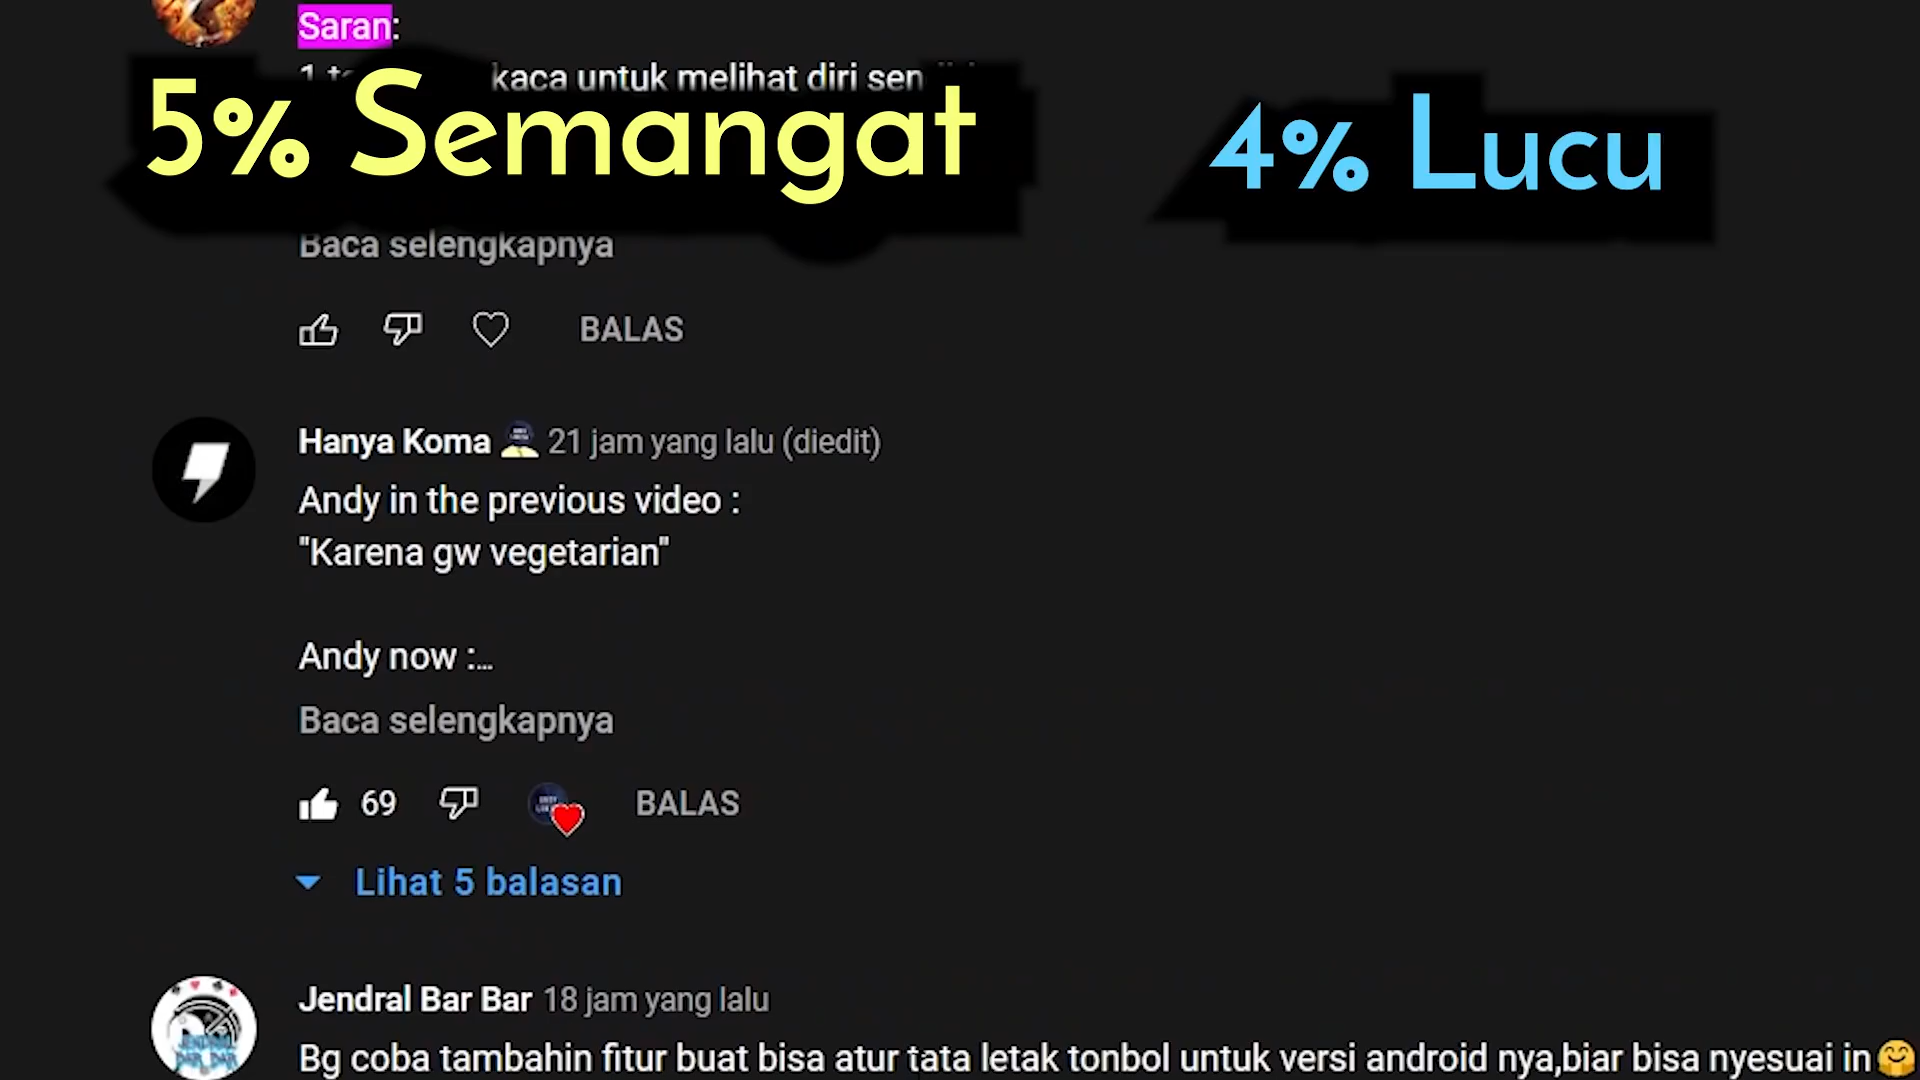 Saran:
kaca untuk melihat diri
5% Semangat
4% Lucu
Baca selengkapnya
BALAS
Hanya Koma 21 jam yang lalu (diedit)
Andy in the previous video :
"Karena gw vegetarian"
Andy now :...
Baca selengkapnya
69 BALAS
Lihat 5 balasan
Jendral Bar Bar 18 jam yang lalu
Bg coba tambahin fitur buat bisa atur tata letak tonbol untuk versi android nya,biar bisa nyesuai in🤗